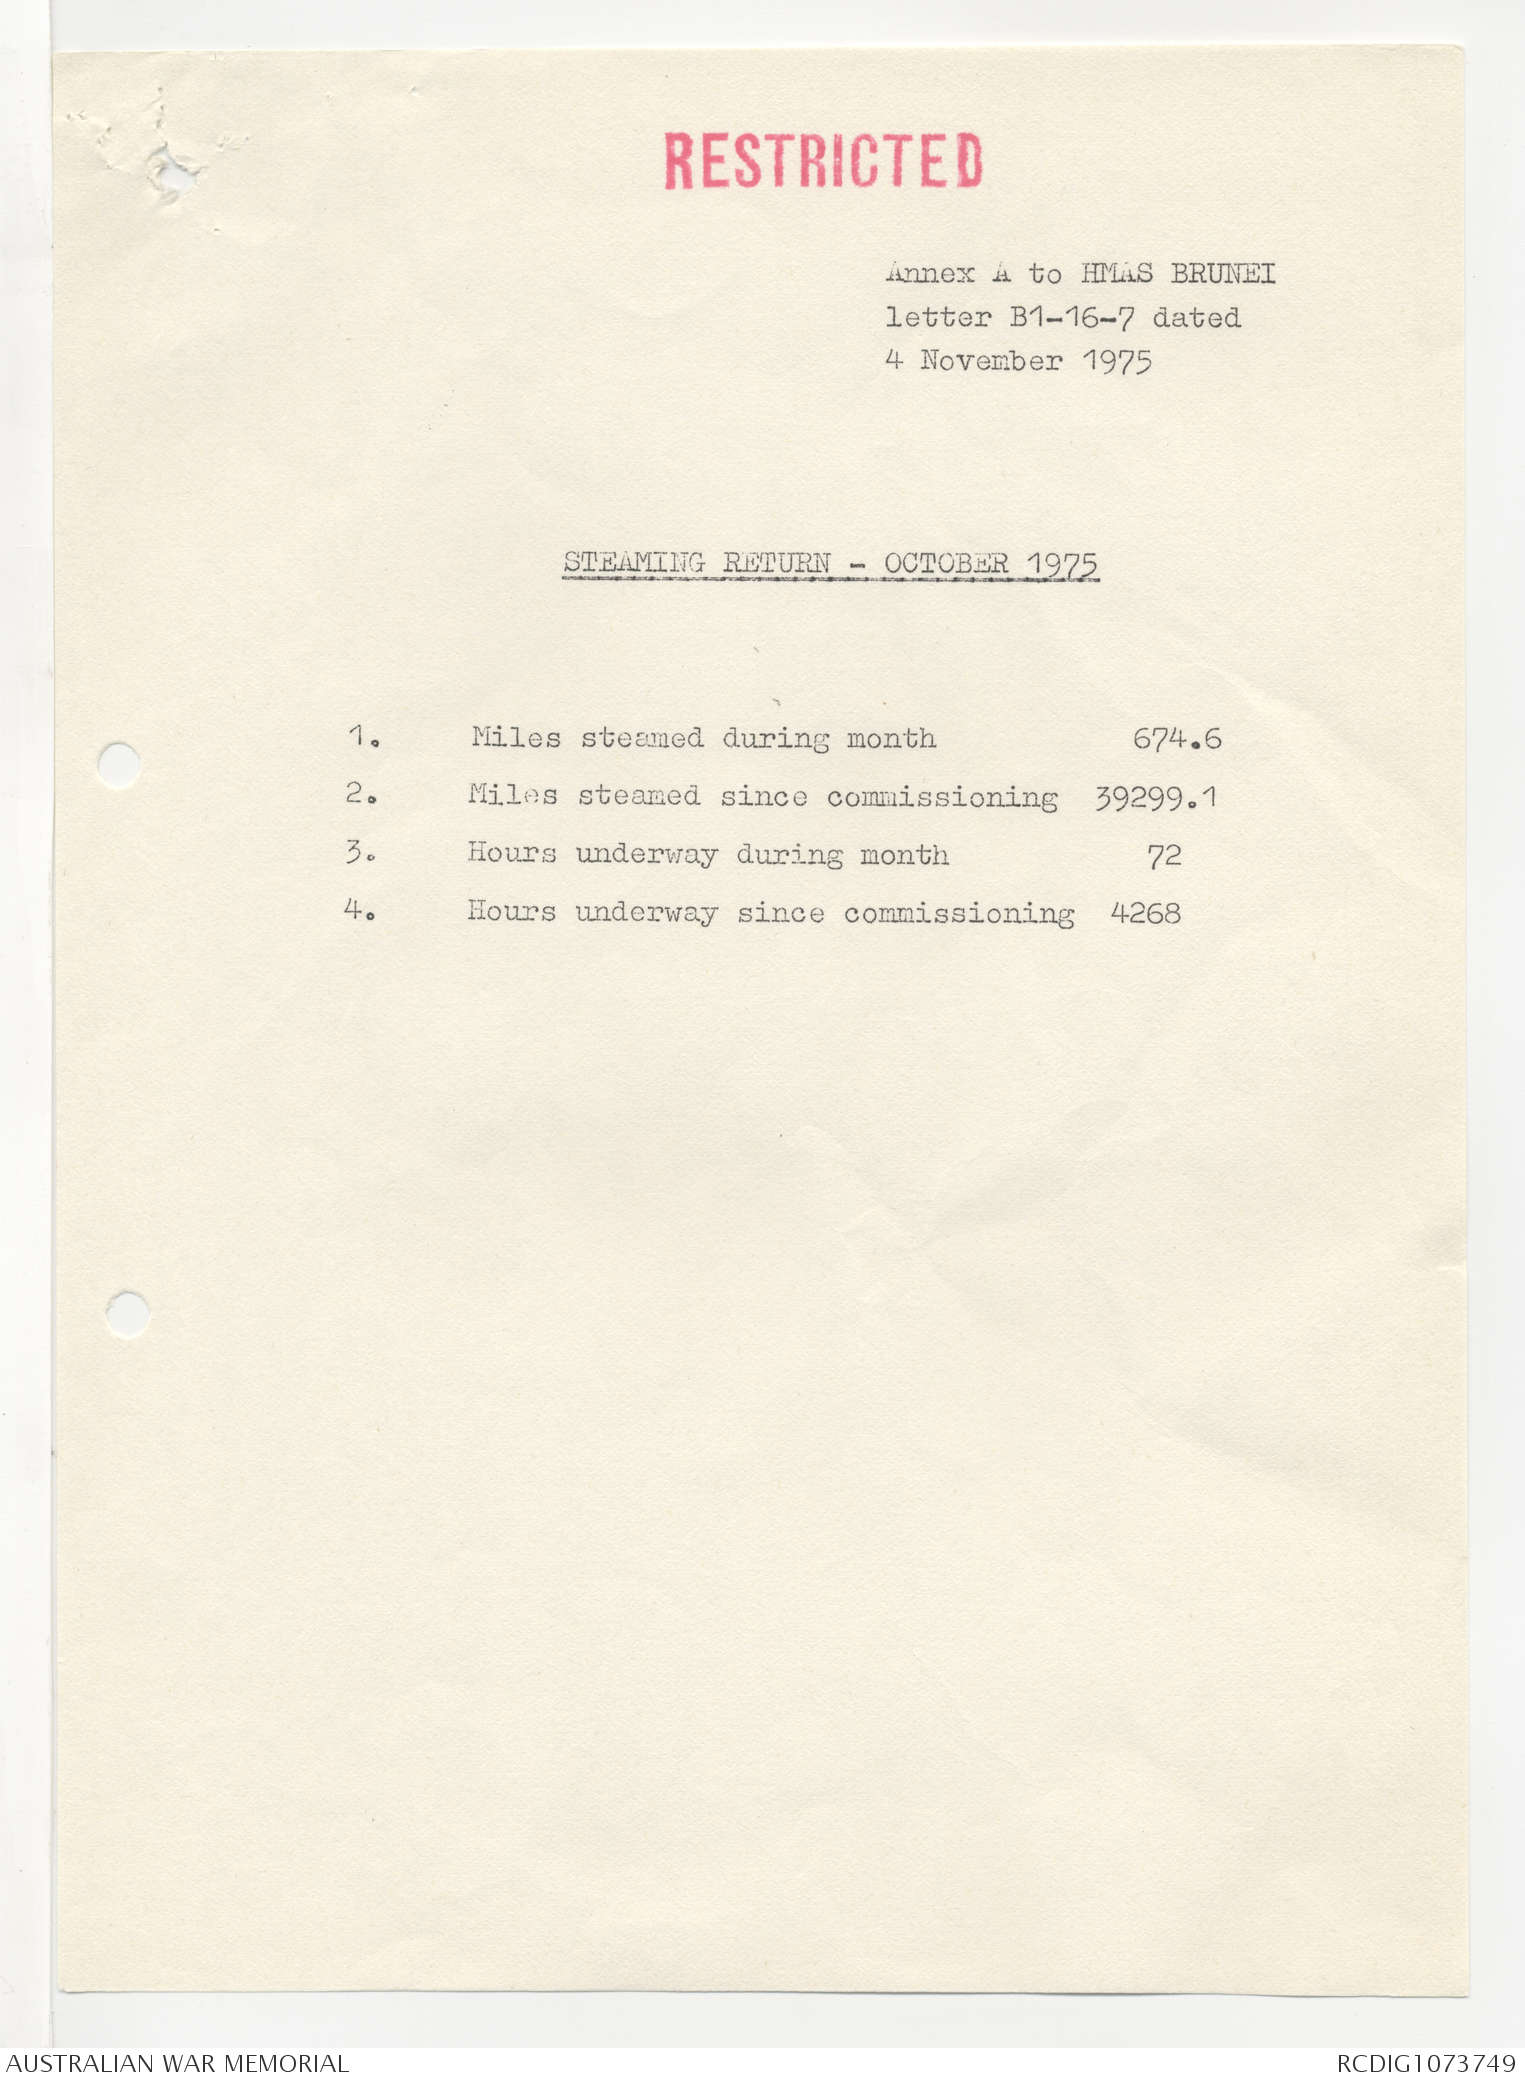 RESTRICTED
Annex A to HMAS BRUNEI
letter B1-16-7 dated
4 November 1975
STEAMING RETURN - OCTOBER 1975
1. Miles steamed during month 674.6
2. Miles steamed since commissioning 39299.1
3. Hours underway during month 72
4. Hours underway since commissioning 4268
AUSTRALIAN WAR MEMORIAL RCDIG1073749